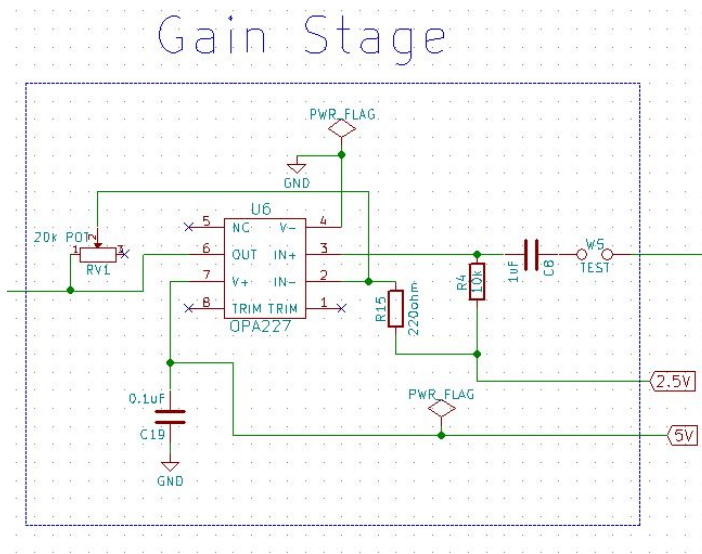 Gain Stage
PWR_FLAG
GND
U6
20k POT
1
2
3
RV1
5
NC
V-
4
6
OUT
IN+
3
7
V+
IN-
2
8
TRIM
TRIM
1
OPA227
R15
220ohm
R4
10k
1uF
C8
W5
TEST
2.5V
PWR_FLAG
5V
0.1uF
C19
GND